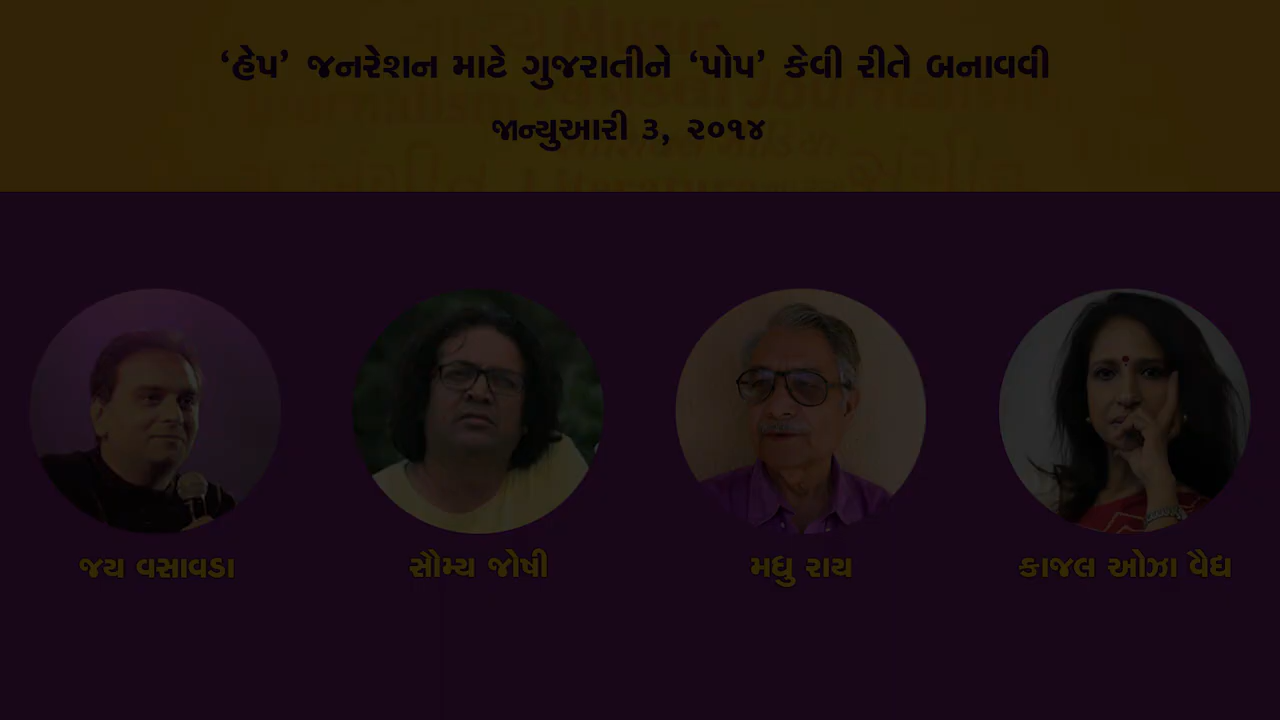 ‘હેપ’ જનરેશન માટે ગુજરાતીને ‘પોપ’ કેવી રીતે બનાવવી
જાન્યુઆરી ૩, ૨૦૧૪
જય વસાવડા સૌમ્ય જોષી મધુ રાય કાજલ ઓઝા વૈદ્ય